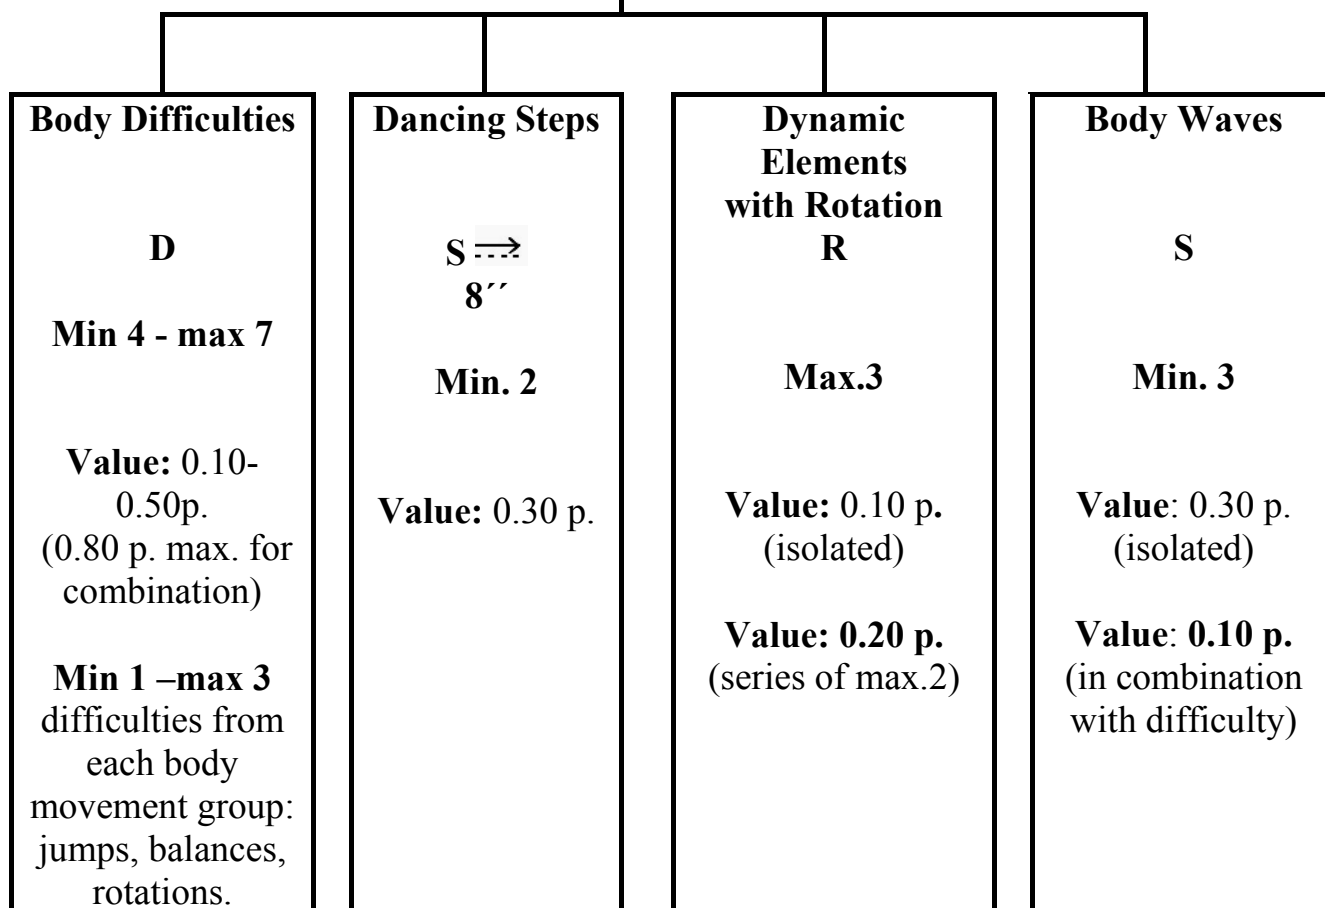 Body Difficulties
D
Min 4 - max 7
Value: 0.10-
0.50p.
(0.80 p. max. for
combination)
Min 1 –max 3
difficulties from
each body
movement group:
jumps, balances,
rotations.
Dancing Steps
S
8´´
Min. 2
Value: 0.30 p.
Dynamic
Elements
with Rotation
R
Max.3
Value: 0.10 p.
(isolated)
Value: 0.20 p.
(series of max.2)
Body Waves
S
Min. 3
Value: 0.30 p.
(isolated)
Value: 0.10 p.
(in combination
with difficulty)